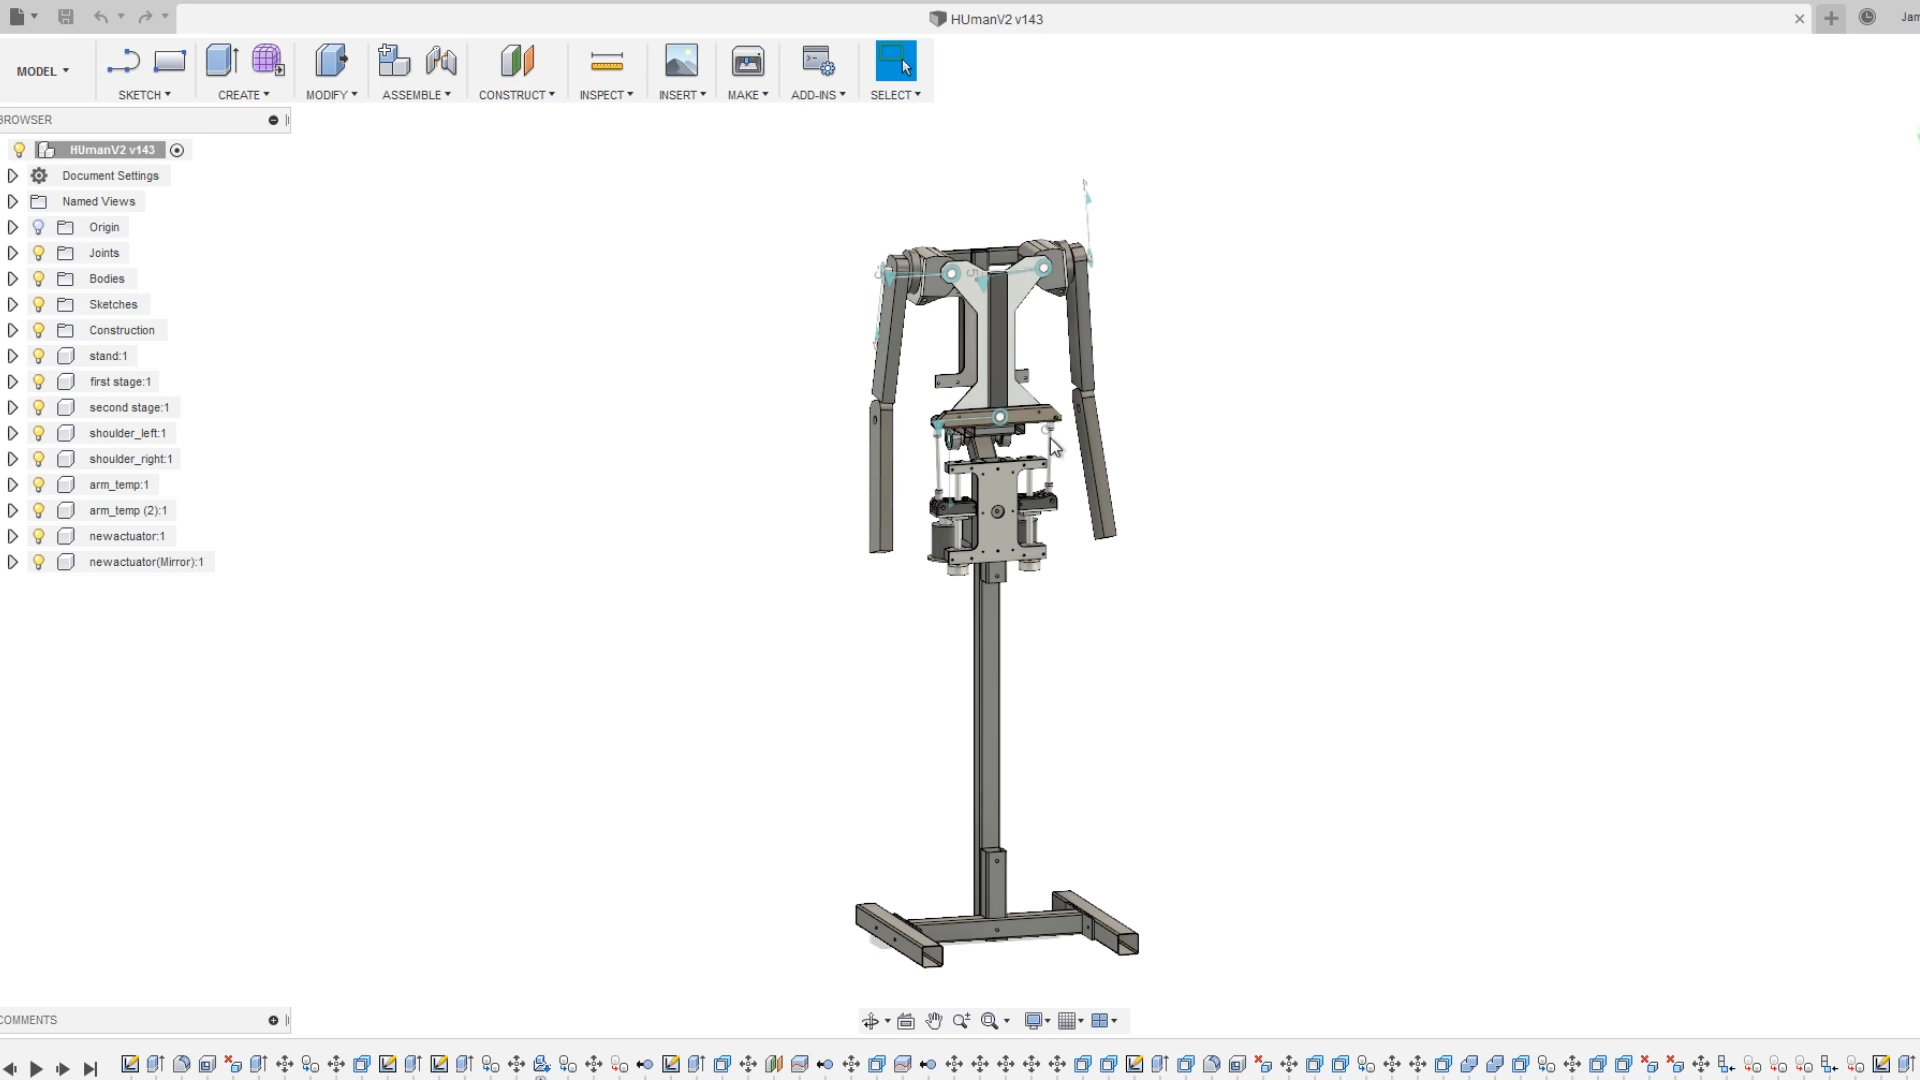 HUmanV2 v143
Jam
MODEL
SKETCH
CREATE
MODIFY
ASSEMBLE
CONSTRUCT
INSPECT
INSERT
MAKE
ADD-INS
SELECT
BROWSER
HUmanV2 v143
Document Settings
Named Views
Origin
Joints
Bodies
Sketches
Construction
stand:1
first stage:1
second stage:1
shoulder_left:1
shoulder_right:1
arm_temp:1
arm_temp (2):1
newactuator:1
newactuator(Mirror):1
COMMENTS